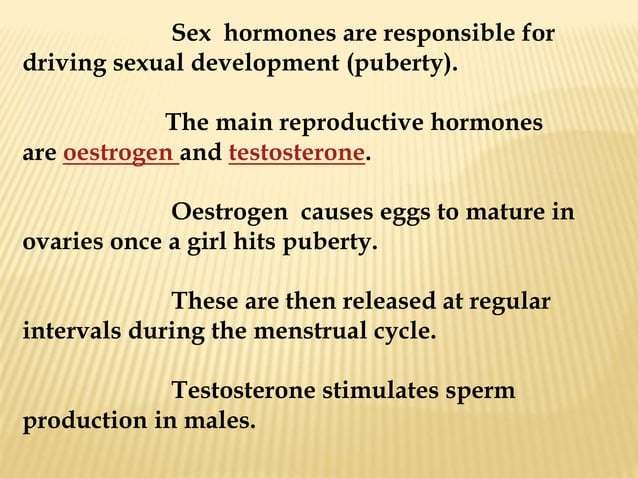 Sex hormones are responsible for
driving sexual development (puberty).
The main reproductive hormones
are oestrogen and testosterone.
Oestrogen causes eggs to mature in
ovaries once a girl hits puberty.
These are then released at regular
intervals during the menstrual cycle.
Testosterone stimulates sperm
production in males.